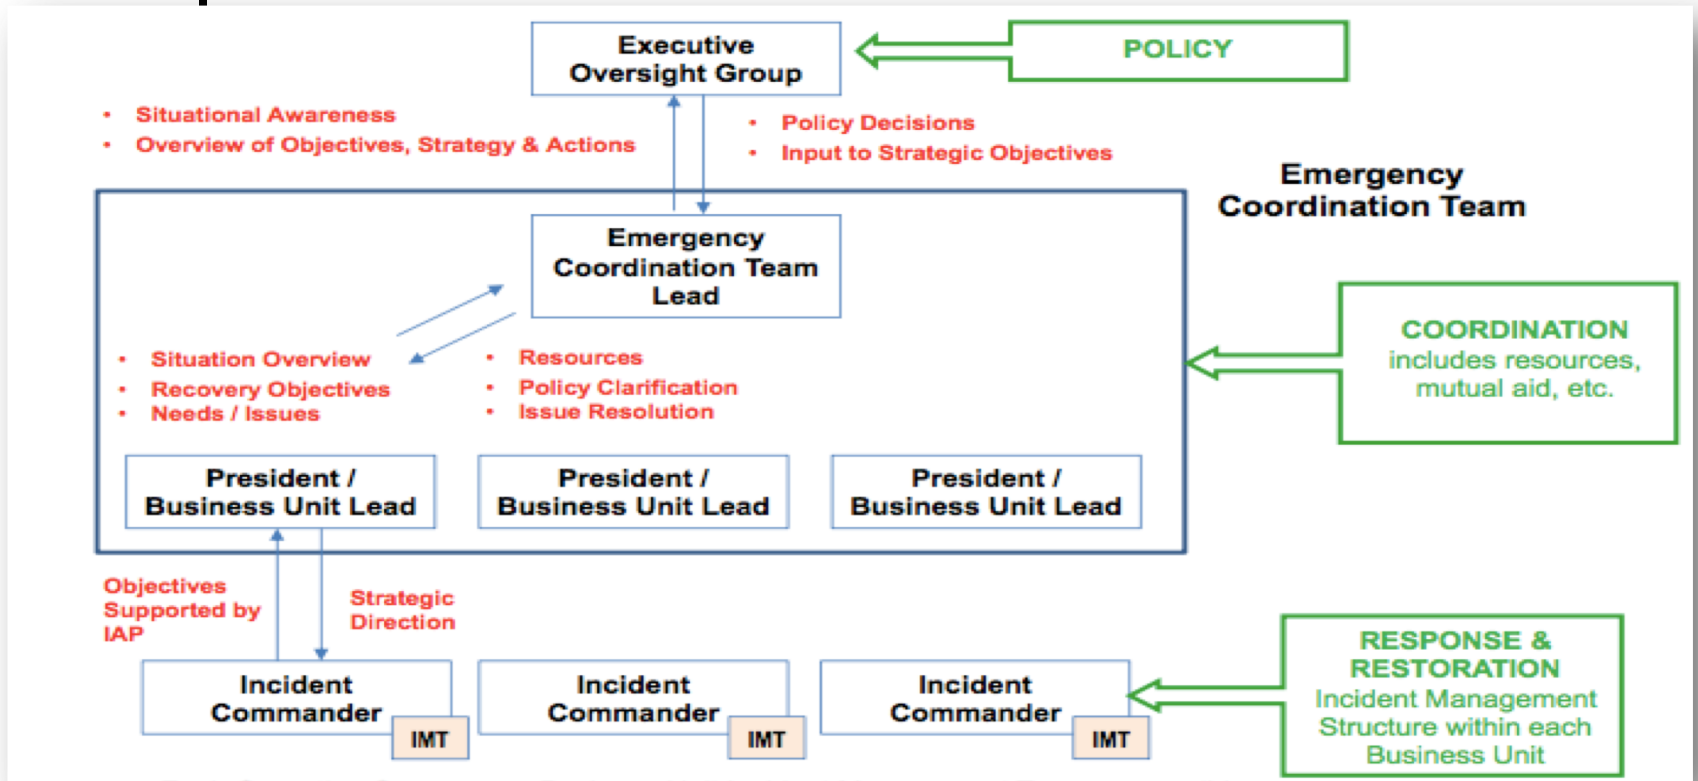 Executive
Oversight Group
POLICY
• Situational Awareness
• Overview of Objectives, Strategy & Actions
• Policy Decisions
• Input to Strategic Objectives
Emergency
Coordination Team
Emergency
Coordination Team
Lead
COORDINATION
includes resources,
mutual aid, etc.
• Situation Overview
• Recovery Objectives
• Needs / Issues
• Resources
• Policy Clarification
• Issue Resolution
President /
Business Unit Lead
President /
Business Unit Lead
President /
Business Unit Lead
Objectives
Supported by
IAP
Strategic
Direction
Incident
Commander
IMT
Incident
Commander
IMT
Incident
Commander
IMT
RESPONSE &
RESTORATION
Incident Management
Structure within each
Business Unit